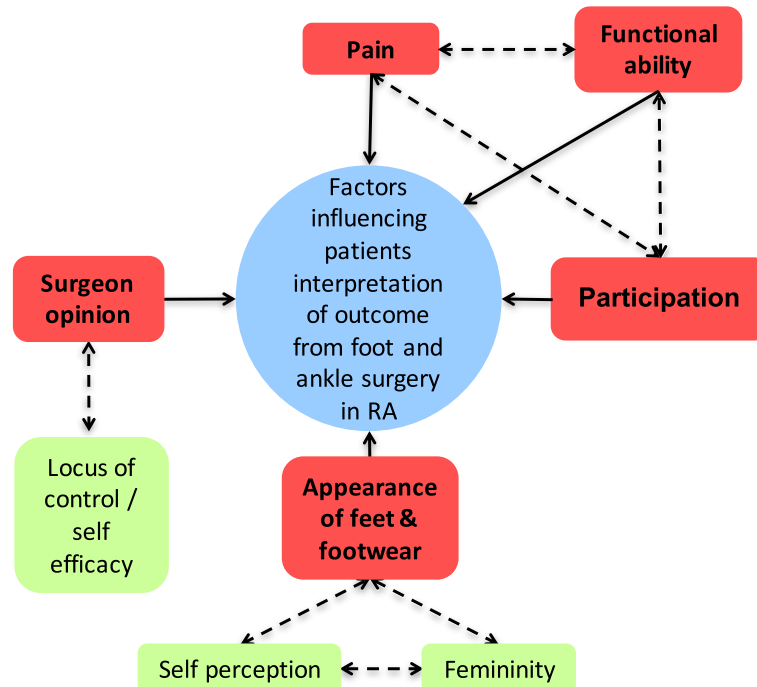 Pain
Functional
ability
Factors
influencing
patients
interpretation
of outcome
from foot and
ankle surgery
in RA
Surgeon
opinion
Participation
Locus of
control /
self
efficacy
Appearance
of feet &
footwear
Self perception
Femininity